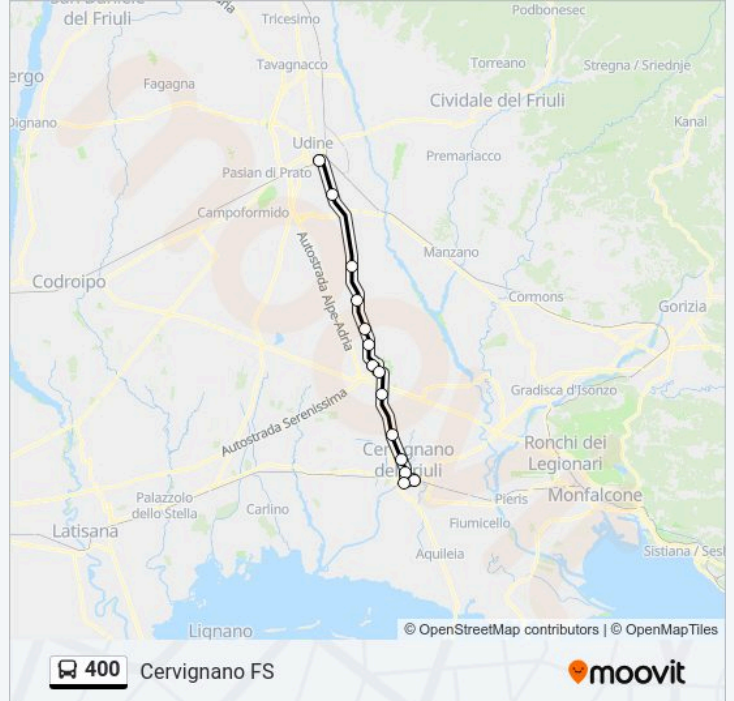 San Daniele
del Friuli
Tricesimo
Podbonesec
Tavagnacco
Torreano
Stregna / Sriednje
ergo
Fagagna
Cividale del Friuli
Dignano
Kanal
Udine
Premariacco
Pasian di Prato
Campoformido
Autostrada Alpe-Adria
Manzano
Codroipo
Cormons
Gorizia
Gradisca d'Isonzo
Autostrada Serenissima
Cervignano
del Friuli
Ronchi dei
Legionari
Palazzolo
dello Stella
Carlino
Pieris
Monfalcone
Latisana
Fiumicello
Aquileia
Sistiana / Sesl
Lignano
© OpenStreetMap contributors | © OpenMapTiles
400 Cervignano FS
moovit